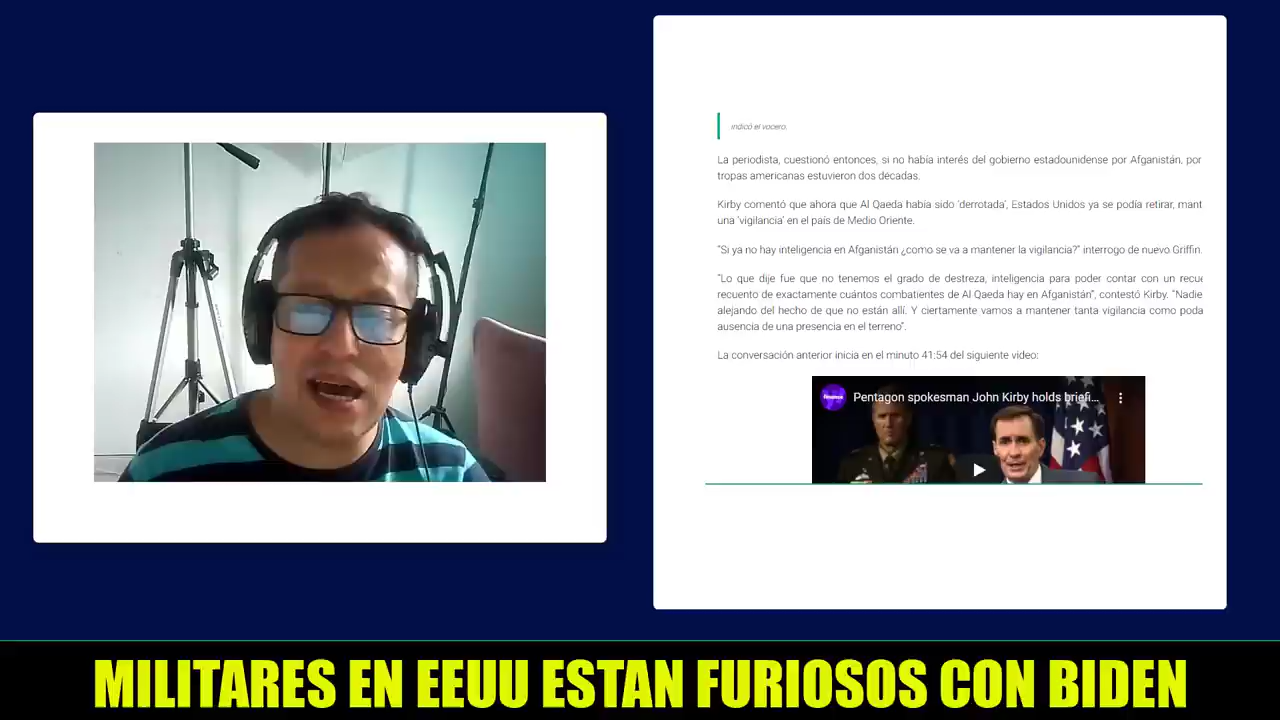 indicó el vocero.
La periodista, cuestionó entonces, si no había interés del gobierno estadounidense por Afganistán, por
tropas americanas estuvieron dos décadas.
Kirby comentó que ahora que Al Qaeda había sido 'derrotada', Estados Unidos ya se podía retirar, mant
una 'vigilancia' en el país de Medio Oriente.
"Si ya no hay inteligencia en Afganistán ¿como se va a mantener la vigilancia?" interrogo de nuevo Griffin.
"Lo que dije fue que no tenemos el grado de destreza, inteligencia para poder contar con un recue
recuento de exactamente cuántos combatientes de Al Qaeda hay en Afganistán", contestó Kirby. "Nadie
alejando del hecho de que no están allí. Y ciertamente vamos a mantener tanta vigilancia como poda
ausencia de una presencia en el terreno".
La conversación anterior inicia en el minuto 41:54 del siguiente video:
Pentagon spokesman John Kirby holds briefi...
MILITARES EN EEUU ESTAN FURIOSOS CON BIDEN